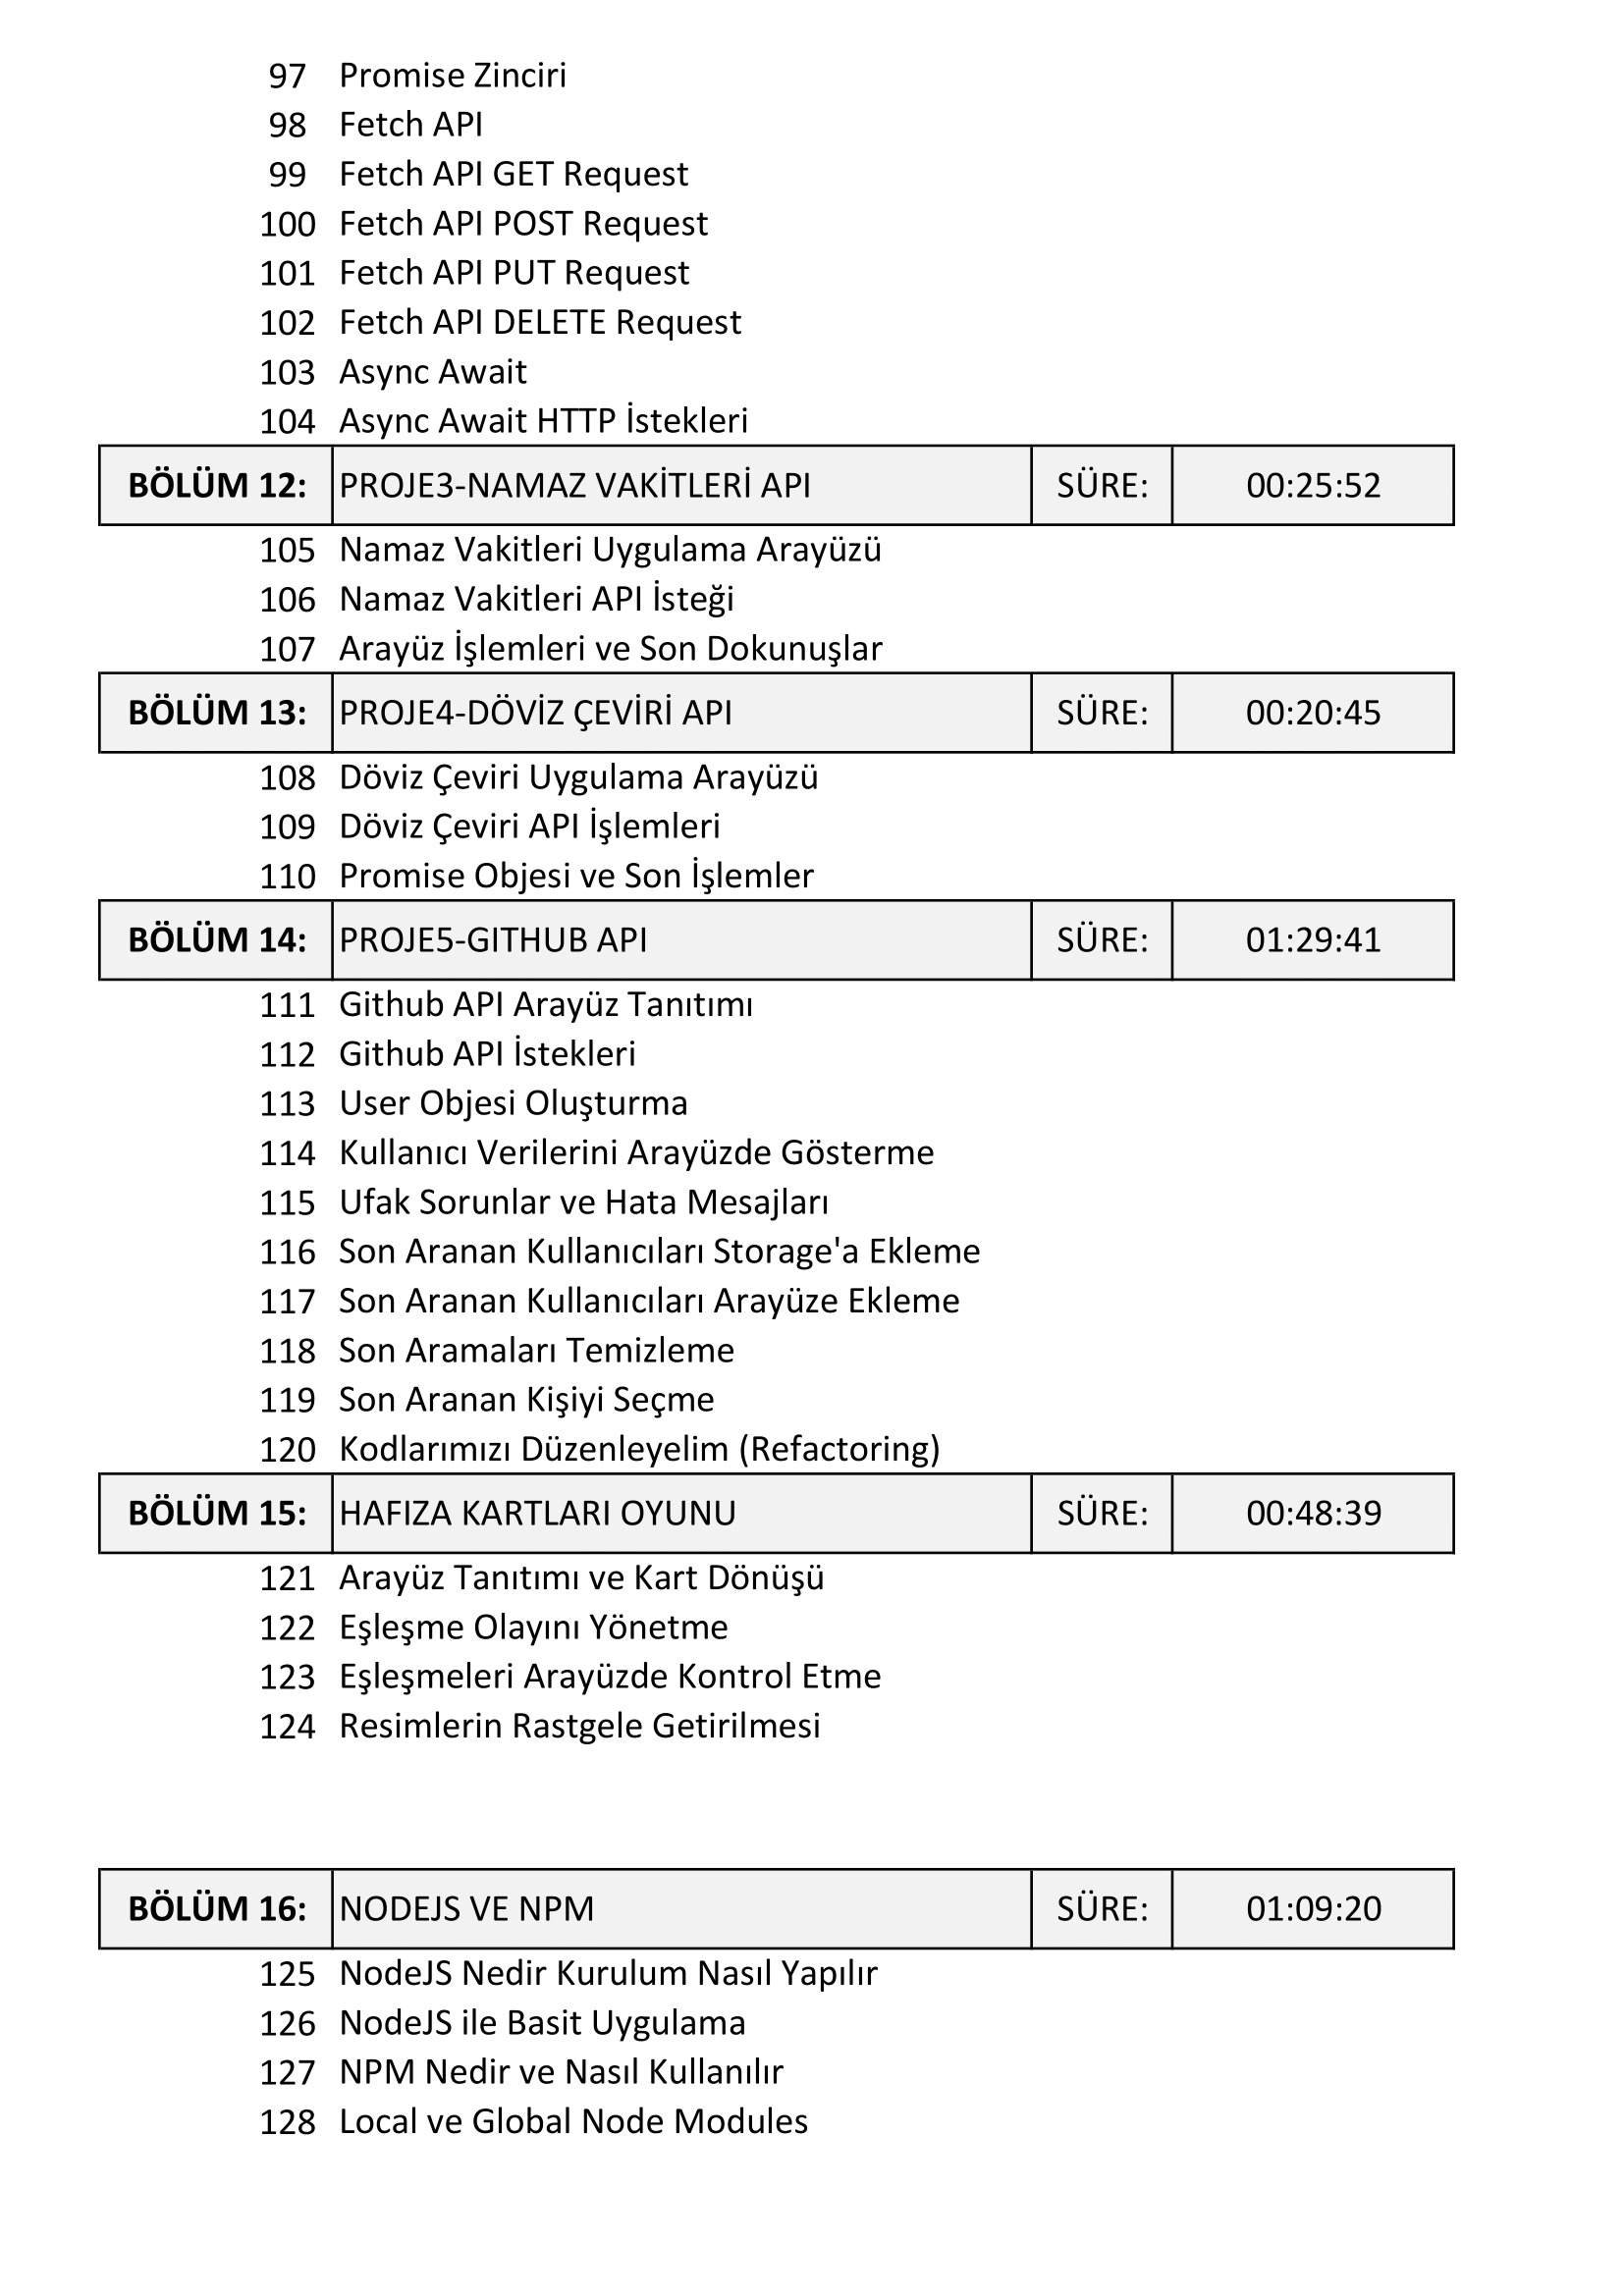 97 Promise Zinciri
98 Fetch API
99 Fetch API GET Request
100 Fetch API POST Request
101 Fetch API PUT Request
102 Fetch API DELETE Request
103 Async Await
104 Async Await HTTP İstekleri
BÖLÜM 12: PROJE3-NAMAZ VAKİTLERİ API SÜRE: 00:25:52
105 Namaz Vakitleri Uygulama Arayüzü
106 Namaz Vakitleri API İsteği
107 Arayüz İşlemleri ve Son Dokunuşlar
BÖLÜM 13: PROJE4-DÖVİZ ÇEVİRİ API SÜRE: 00:20:45
108 Döviz Çeviri Uygulama Arayüzü
109 Döviz Çeviri API İşlemleri
110 Promise Objesi ve Son İşlemler
BÖLÜM 14: PROJE5-GITHUB API SÜRE: 01:29:41
111 Github API Arayüz Tanıtımı
112 Github API İstekleri
113 User Objesi Oluşturma
114 Kullanıcı Verilerini Arayüzde Gösterme
115 Ufak Sorunlar ve Hata Mesajları
116 Son Aranan Kullanıcıları Storage'a Ekleme
117 Son Aranan Kullanıcıları Arayüze Ekleme
118 Son Aramaları Temizleme
119 Son Aranan Kişiyi Seçme
120 Kodlarımızı Düzenleyelim (Refactoring)
BÖLÜM 15: HAFIZA KARTLARI OYUNU SÜRE: 00:48:39
121 Arayüz Tanıtımı ve Kart Dönüşü
122 Eşleşme Olayını Yönetme
123 Eşleşmeleri Arayüzde Kontrol Etme
124 Resimlerin Rastgele Getirilmesi
BÖLÜM 16: NODEJS VE NPM SÜRE: 01:09:20
125 NodeJS Nedir Kurulum Nasıl Yapılır
126 NodeJS ile Basit Uygulama
127 NPM Nedir ve Nasıl Kullanılır
128 Local ve Global Node Modules